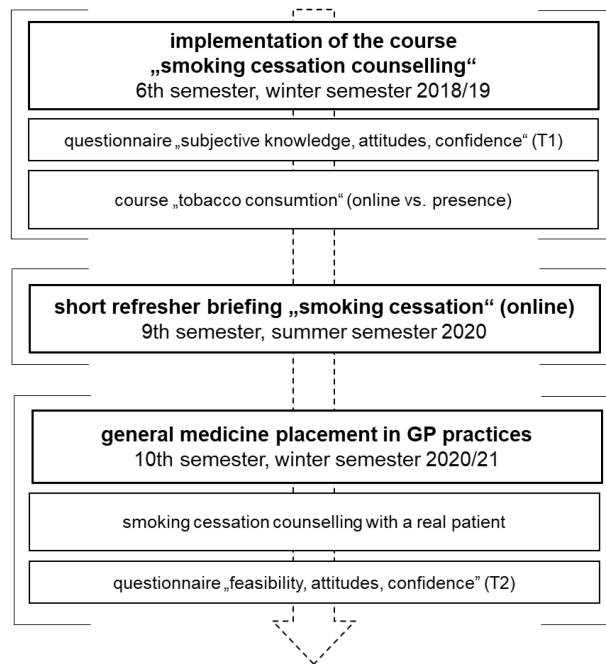 implementation of the course
„smoking cessation counselling“
6th semester, winter semester 2018/19
questionnaire „subjective knowledge, attitudes, confidence“ (T1)
course „tobacco consumtion“ (online vs. presence)
short refresher briefing „smoking cessation“ (online)
9th semester, summer semester 2020
general medicine placement in GP practices
10th semester, winter semester 2020/21
smoking cessation counselling with a real patient
questionnaire „feasibility, attitudes, confidence” (T2)